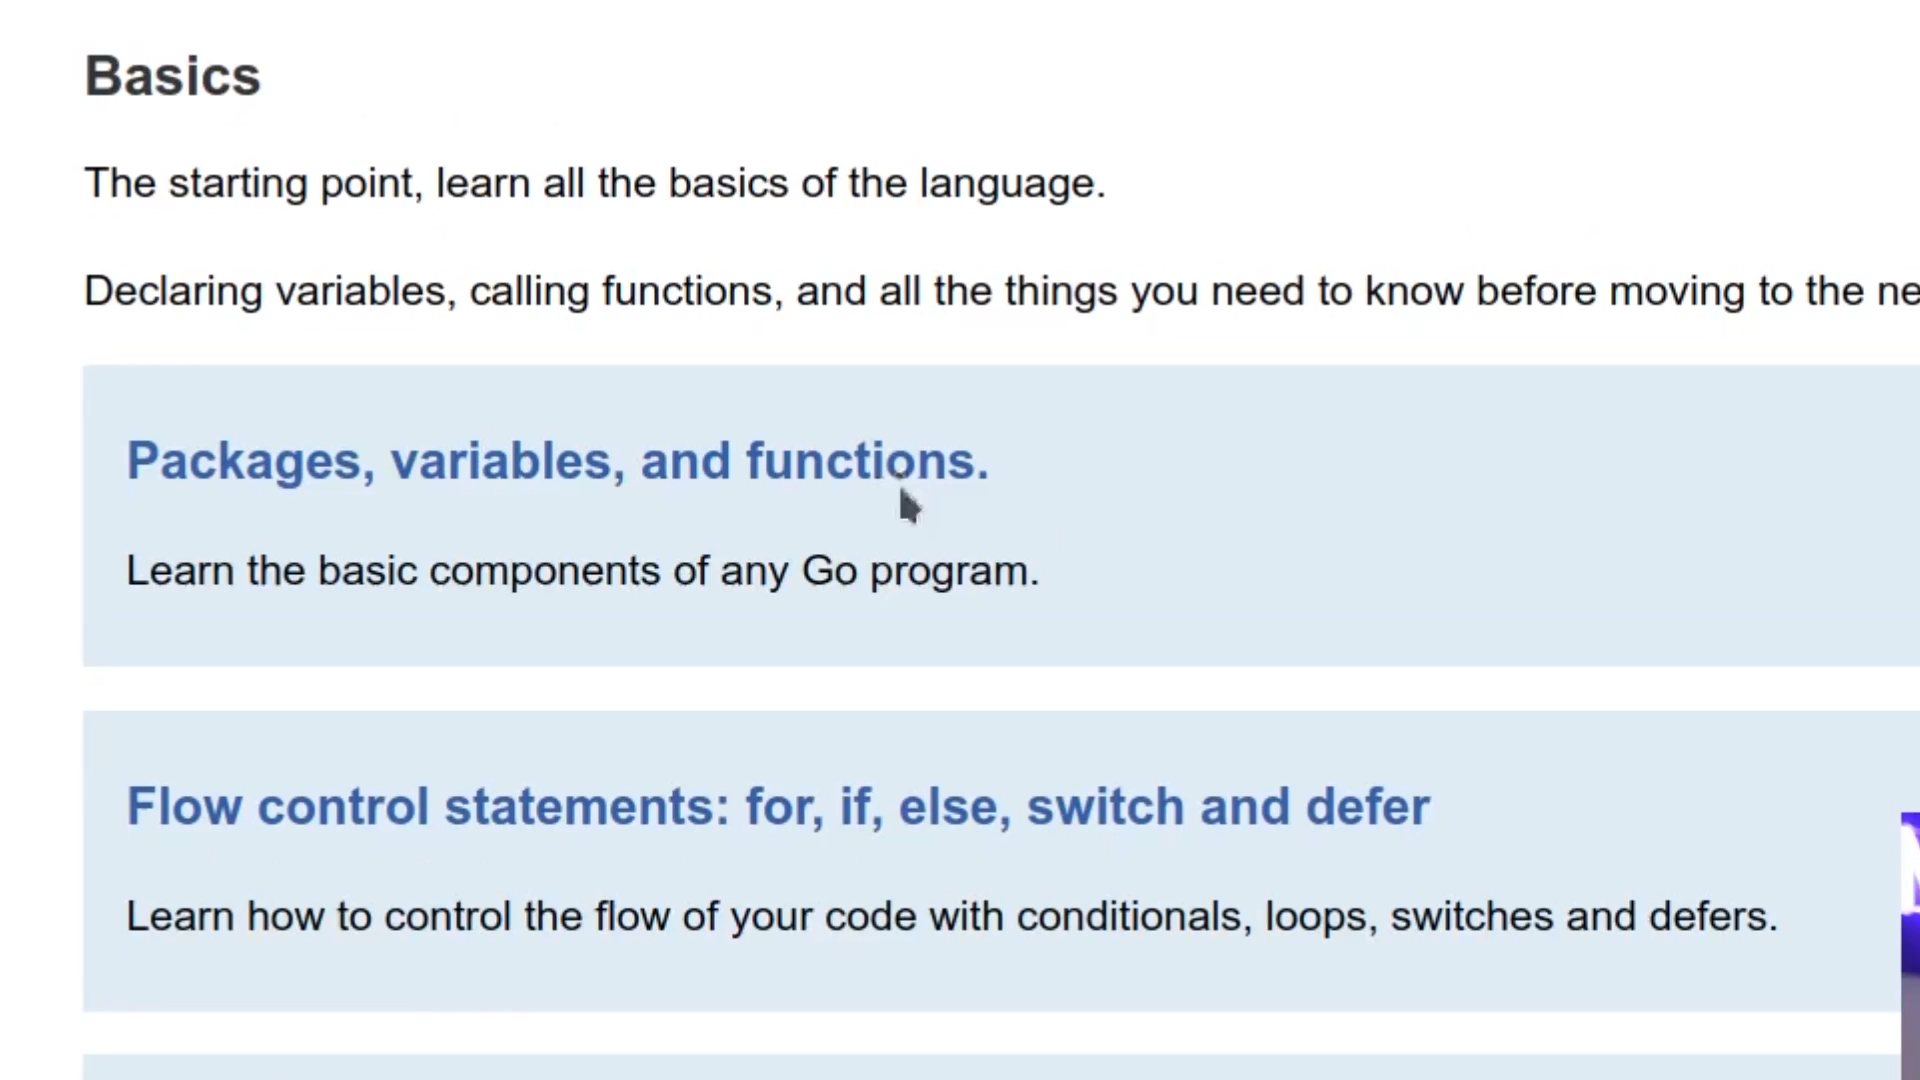 Basics
The starting point, learn all the basics of the language.
Declaring variables, calling functions, and all the things you need to know before moving to the
Packages, variables, and functions.
Learn the basic components of any Go program.
Flow control statements: for, if, else, switch and defer
Learn how to control the flow of your code with conditionals, loops, switches and defers.